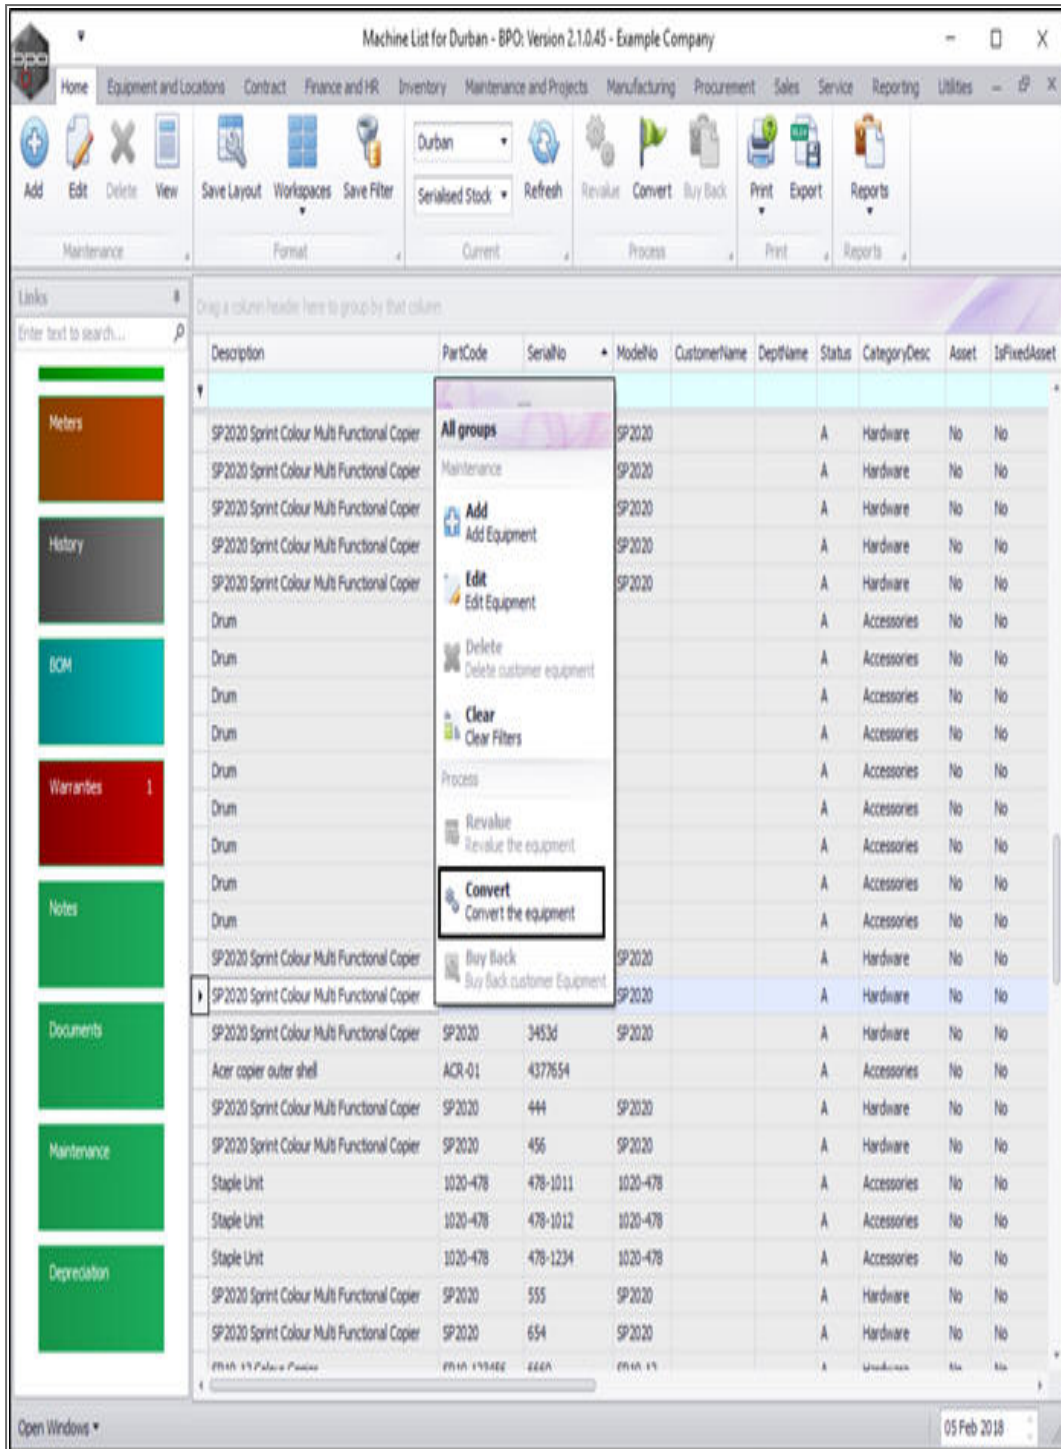 Machine List for Durban - BPO: Version 2.1.0.45 - Example Company
bpo
Home Equipment and Locations Contract Finance and HR Inventory Maintenance and Projects Manufacturing Procurement Sales Service Reporting Utilities
Durban
Add Edit Delete View Save Layout Workspaces Save Filter Serialised Stock Refresh Revalue Convert Buy Back Print Export Reports
Maintenance Format Current Process Print Reports
Links
Drag a column header here to group by that column
Enter text to search...
Description PartCode SerialNo ModelNo CustomerName DeptName Status CategoryDesc Asset IsFixedAsset
Meters
History
BOM
Warranties 1
Notes
Documents
Maintenance
Depreciation
SP2020 Sprint Colour Multi Functional Copier SP2020 A Hardware No No
SP2020 Sprint Colour Multi Functional Copier SP2020 A Hardware No No
SP2020 Sprint Colour Multi Functional Copier SP2020 A Hardware No No
SP2020 Sprint Colour Multi Functional Copier SP2020 A Hardware No No
SP2020 Sprint Colour Multi Functional Copier SP2020 A Hardware No No
Drum A Accessories No No
Drum A Accessories No No
Drum A Accessories No No
Drum A Accessories No No
Drum A Accessories No No
Drum A Accessories No No
Drum A Accessories No No
Drum A Accessories No No
Drum A Accessories No No
SP2020 Sprint Colour Multi Functional Copier SP2020 A Hardware No No
SP2020 Sprint Colour Multi Functional Copier SP2020 A Hardware No No
SP2020 Sprint Colour Multi Functional Copier SP2020 3453d SP2020 A Hardware No No
Acer copier outer shell ACR-01 4377654 A Accessories No No
SP2020 Sprint Colour Multi Functional Copier SP2020 444 SP2020 A Hardware No No
SP2020 Sprint Colour Multi Functional Copier SP2020 456 SP2020 A Hardware No No
Staple Unit 1020-478 478-1011 1020-478 A Accessories No No
Staple Unit 1020-478 478-1012 1020-478 A Accessories No No
Staple Unit 1020-478 478-1234 1020-478 A Accessories No No
SP2020 Sprint Colour Multi Functional Copier SP2020 555 SP2020 A Hardware No No
SP2020 Sprint Colour Multi Functional Copier SP2020 654 SP2020 A Hardware No No
All groups
Maintenance
Add
Add Equipment
Edit
Edit Equipment
Delete
Delete customer equipment
Clear
Clear Filters
Process
Revalue
Revalue the equipment
Convert
Convert the equipment
Buy Back
Buy Back customer Equipment
Open Windows
05 Feb 2018